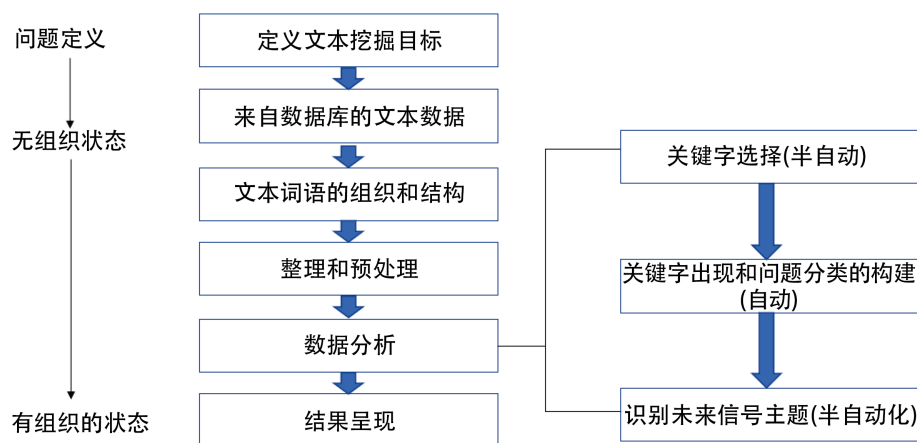 问题定义
无组织状态
有组织的状态
定义文本挖掘目标
来自数据库的文本数据
文本词语的组织和结构
整理和预处理
数据分析
结果呈现
关键字选择(半自动)
关键字出现和问题分类的构建
(自动)
识别未来信号主题(半自动化)